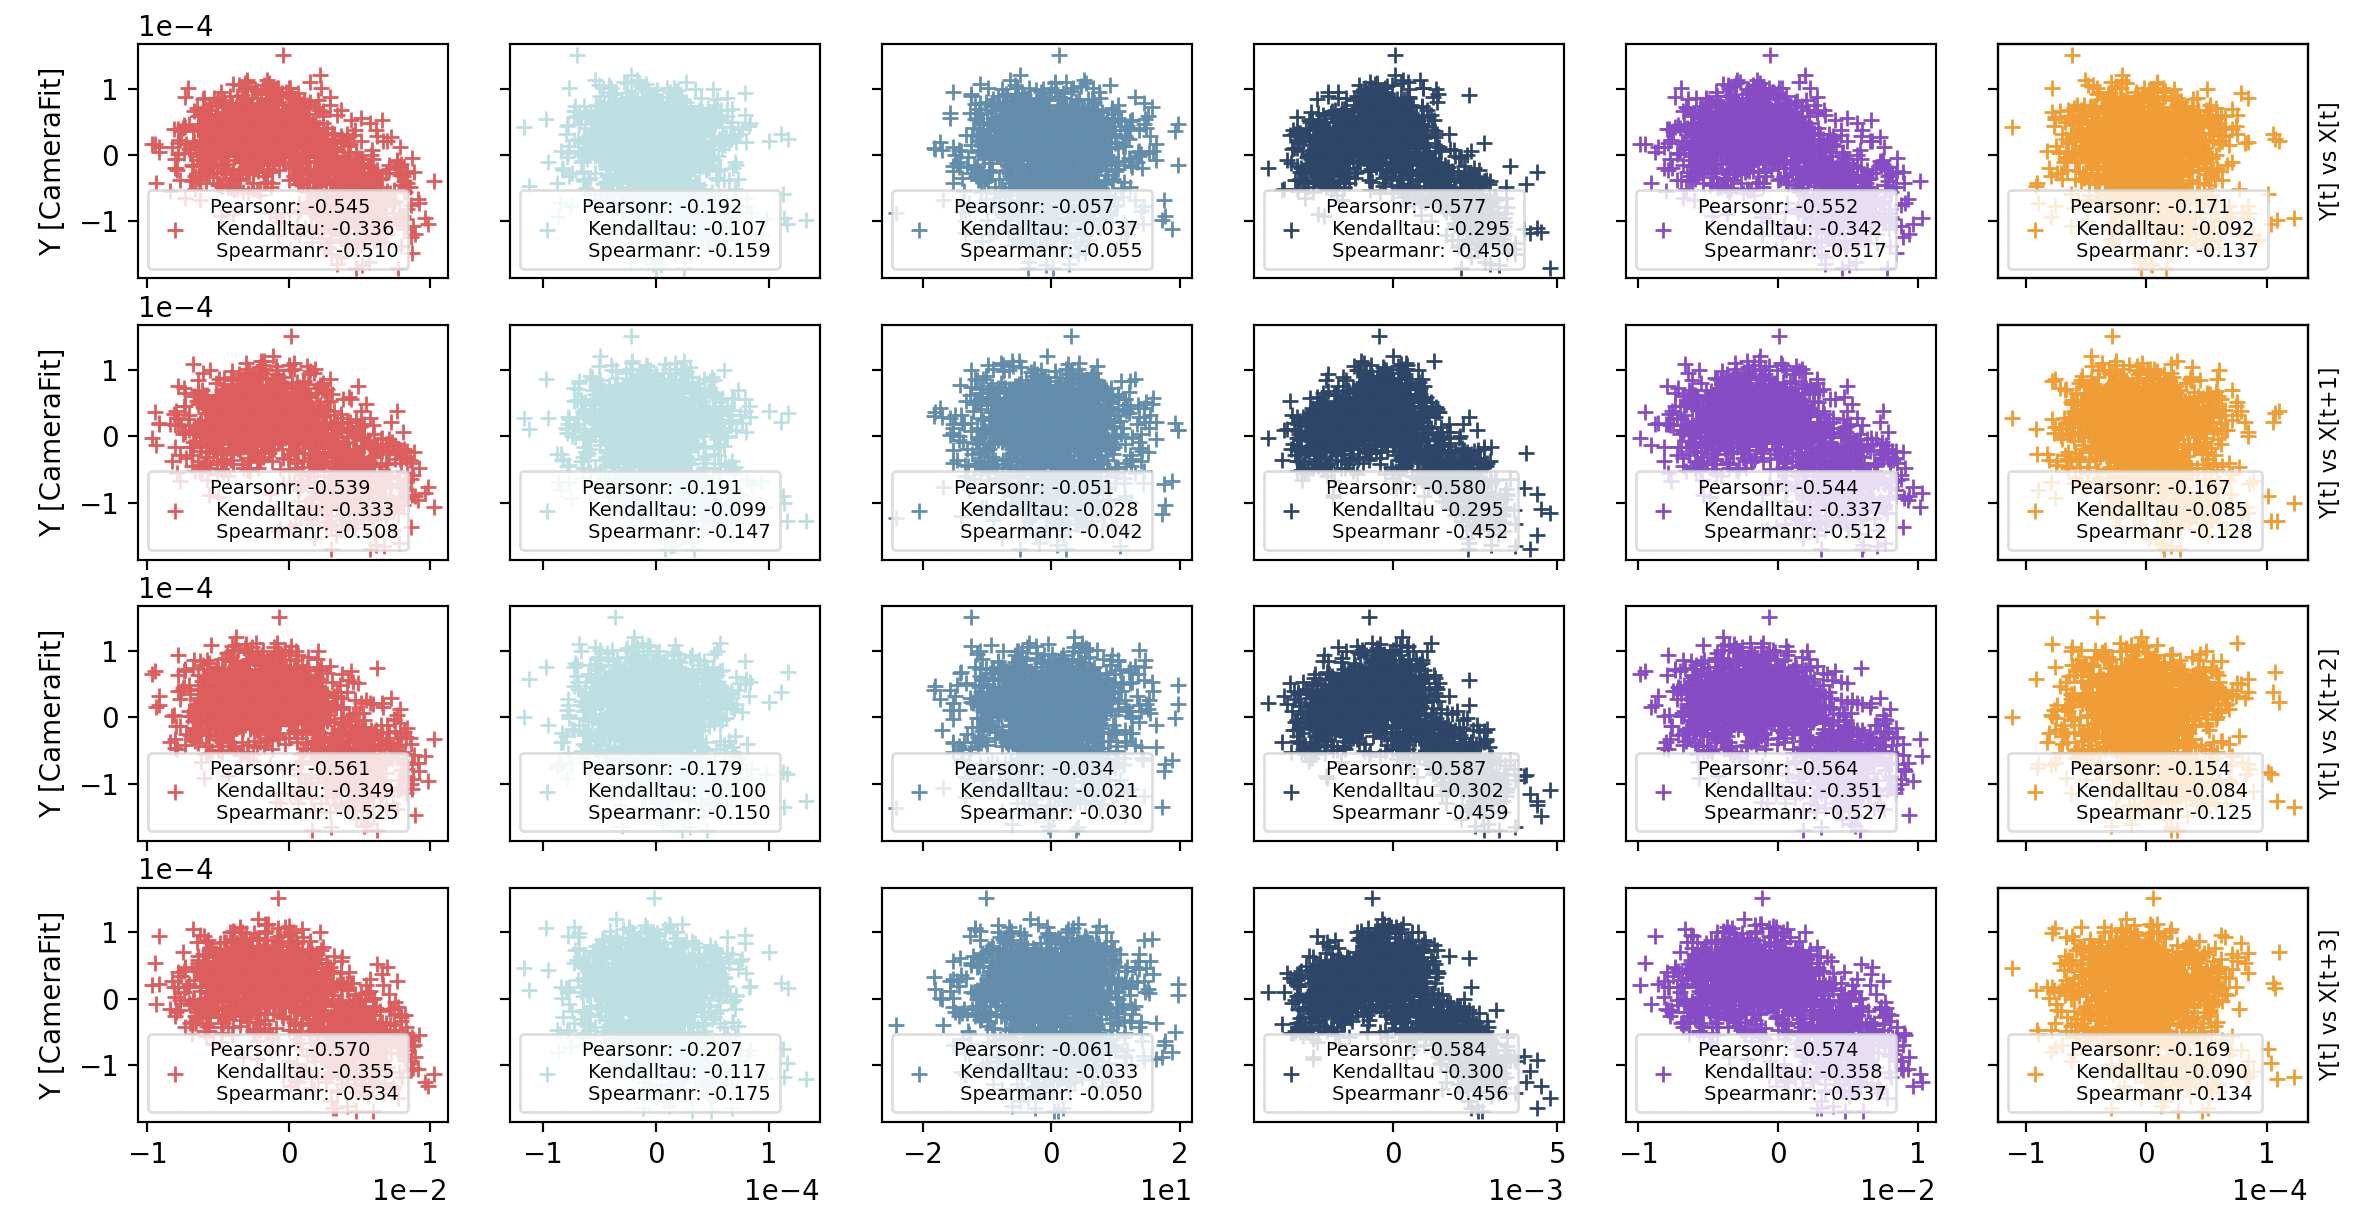 1e−4
Y [CameraFit]
1
0
−1
Pearsonr: -0.545
Kendalltau: -0.336
Spearmanr: -0.510
Pearsonr: -0.192
Kendalltau: -0.107
Spearmanr: -0.159
Pearsonr: -0.057
Kendalltau: -0.037
Spearmanr: -0.055
Pearsonr: -0.577
Kendalltau: -0.295
Spearmanr: -0.450
Pearsonr: -0.552
Kendalltau: -0.342
Spearmanr: -0.517
Pearsonr: -0.171
Kendalltau: -0.092
Spearmanr: -0.137
Y[t] vs X[t]
1e−4
Y [CameraFit]
1
0
−1
Pearsonr: -0.539
Kendalltau: -0.333
Spearmanr: -0.508
Pearsonr: -0.191
Kendalltau: -0.099
Spearmanr: -0.147
Pearsonr: -0.051
Kendalltau: -0.028
Spearmanr: -0.042
Pearsonr: -0.580
Kendalltau -0.295
Spearmanr -0.452
Pearsonr: -0.544
Kendalltau: -0.337
Spearmanr: -0.512
Pearsonr: -0.167
Kendalltau -0.085
Spearmanr -0.128
Y[t] vs X[t+1]
1e−4
Y [CameraFit]
1
0
−1
Pearsonr: -0.561
Kendalltau: -0.349
Spearmanr: -0.525
Pearsonr: -0.179
Kendalltau: -0.100
Spearmanr: -0.150
Pearsonr: -0.034
Kendalltau: -0.021
Spearmanr: -0.030
Pearsonr: -0.587
Kendalltau -0.302
Spearmanr -0.459
Pearsonr: -0.564
Kendalltau: -0.351
Spearmanr: -0.527
Pearsonr: -0.154
Kendalltau -0.084
Spearmanr -0.125
Y[t] vs X[t+2]
1e−4
Y [CameraFit]
1
0
−1
Pearsonr: -0.570
Kendalltau: -0.355
Spearmanr: -0.534
Pearsonr: -0.207
Kendalltau: -0.117
Spearmanr: -0.175
Pearsonr: -0.061
Kendalltau: -0.033
Spearmanr: -0.050
Pearsonr: -0.584
Kendalltau -0.300
Spearmanr -0.456
Pearsonr: -0.574
Kendalltau: -0.358
Spearmanr: -0.537
Pearsonr: -0.169
Kendalltau -0.090
Spearmanr -0.134
Y[t] vs X[t+3]
−1 0 1
1e−2
−1 0 1
1e−4
−2 0 2
1e1
0 5
1e−3
−1 0 1
1e−2
−1 0 1
1e−4